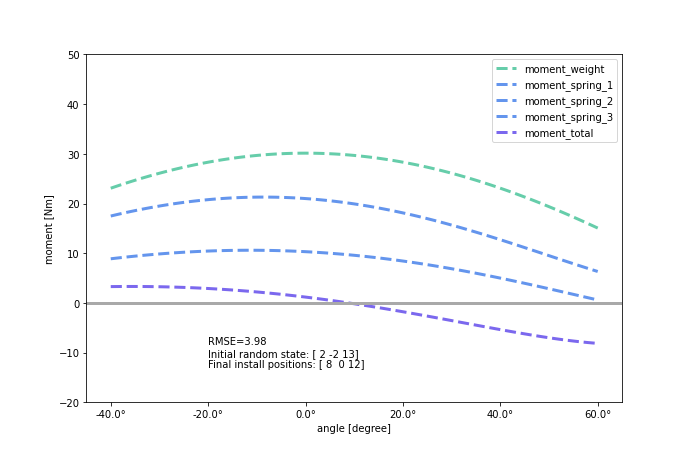 50
40
30
20
10
0
−10
−20
moment [Nm]
moment_weight
moment_spring_1
moment_spring_2
moment_spring_3
moment_total
RMSE=3.98
Initial random state: [ 2 -2 13]
Final install positions: [ 8  0 12]
-40.0° -20.0° 0.0° 20.0° 40.0° 60.0°
angle [degree]